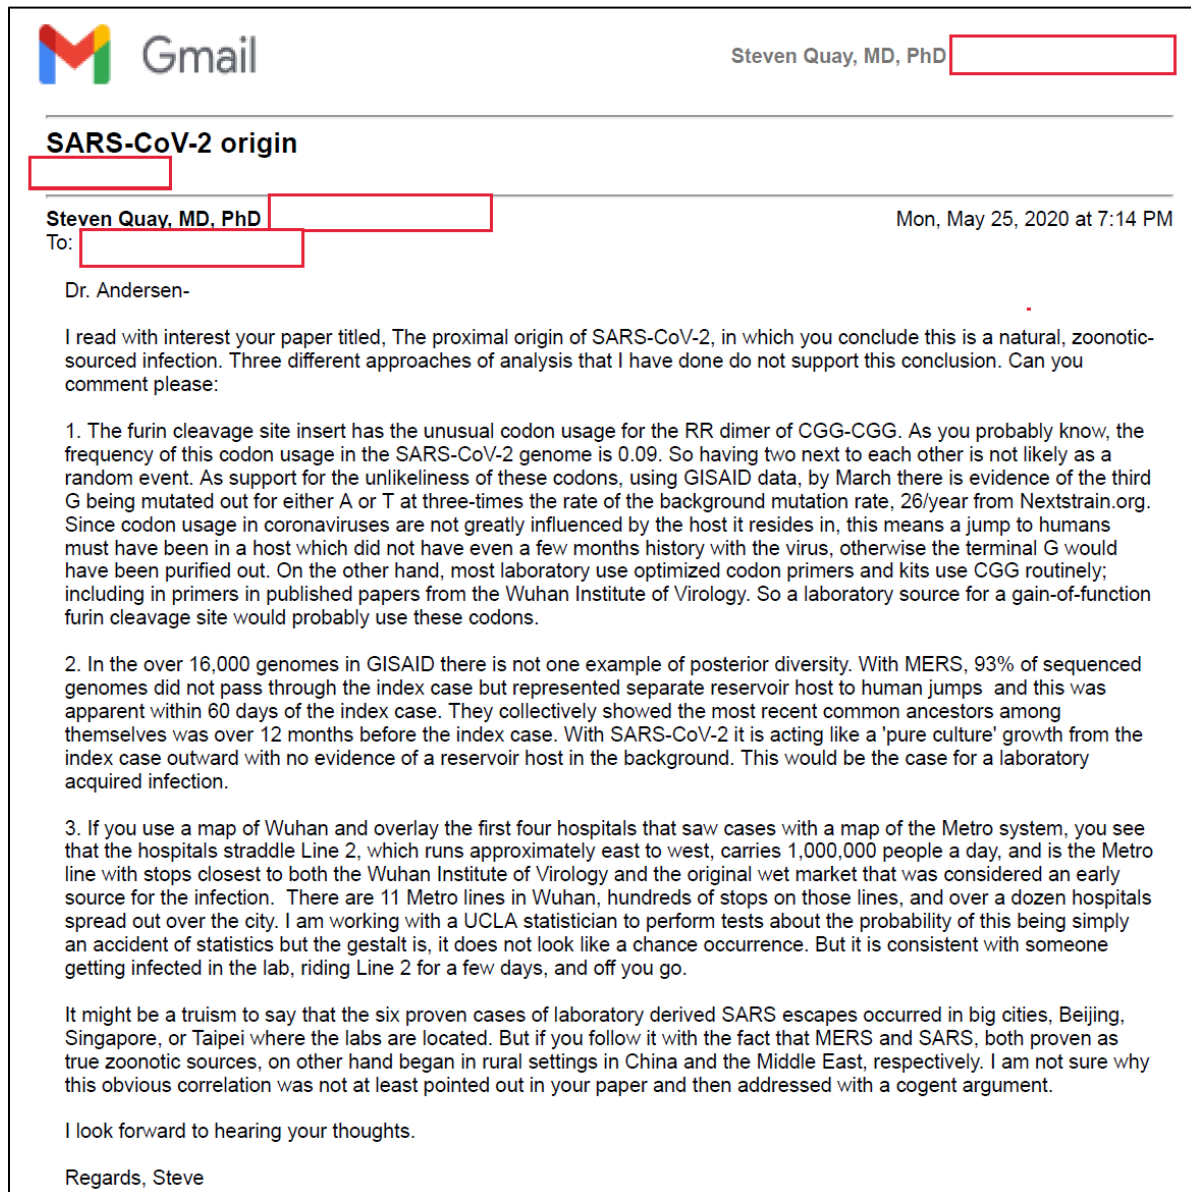 Gmail
Steven Quay, MD, PhD
SARS-CoV-2 origin
Steven Quay, MD, PhD
Mon, May 25, 2020 at 7:14 PM
To:
Dr. Andersen-
I read with interest your paper titled, The proximal origin of SARS-CoV-2, in which you conclude this is a natural, zoonotic-
sourced infection. Three different approaches of analysis that I have done do not support this conclusion. Can you
comment please:
1. The furin cleavage site insert has the unusual codon usage for the RR dimer of CGG-CGG. As you probably know, the
frequency of this codon usage in the SARS-CoV-2 genome is 0.09. So having two next to each other is not likely as a
random event. As support for the unlikeliness of these codons, using GISAID data, by March there is evidence of the third
G being mutated out for either A or T at three-times the rate of the background mutation rate, 26/year from Nextstrain.org.
Since codon usage in coronaviruses are not greatly influenced by the host it resides in, this means a jump to humans
must have been in a host which did not have even a few months history with the virus, otherwise the terminal G would
have been purified out. On the other hand, most laboratory use optimized codon primers and kits use CGG routinely;
including in primers in published papers from the Wuhan Institute of Virology. So a laboratory source for a gain-of-function
furin cleavage site would probably use these codons.
2. In the over 16,000 genomes in GISAID there is not one example of posterior diversity. With MERS, 93% of sequenced
genomes did not pass through the index case but represented separate reservoir host to human jumps and this was
apparent within 60 days of the index case. They collectively showed the most recent common ancestors among
themselves was over 12 months before the index case. With SARS-CoV-2 it is acting like a 'pure culture' growth from the
index case outward with no evidence of a reservoir host in the background. This would be the case for a laboratory
acquired infection.
3. If you use a map of Wuhan and overlay the first four hospitals that saw cases with a map of the Metro system, you see
that the hospitals straddle Line 2, which runs approximately east to west, carries 1,000,000 people a day, and is the Metro
line with stops closest to both the Wuhan Institute of Virology and the original wet market that was considered an early
source for the infection. There are 11 Metro lines in Wuhan, hundreds of stops on those lines, and over a dozen hospitals
spread out over the city. I am working with a UCLA statistician to perform tests about the probability of this being simply
an accident of statistics but the gestalt is, it does not look like a chance occurrence. But it is consistent with someone
getting infected in the lab, riding Line 2 for a few days, and off you go.
It might be a truism to say that the six proven cases of laboratory derived SARS escapes occurred in big cities, Beijing,
Singapore, or Taipei where the labs are located. But if you follow it with the fact that MERS and SARS, both proven as
true zoonotic sources, on other hand began in rural settings in China and the Middle East, respectively. I am not sure why
this obvious correlation was not at least pointed out in your paper and then addressed with a cogent argument.
I look forward to hearing your thoughts.
Regards, Steve